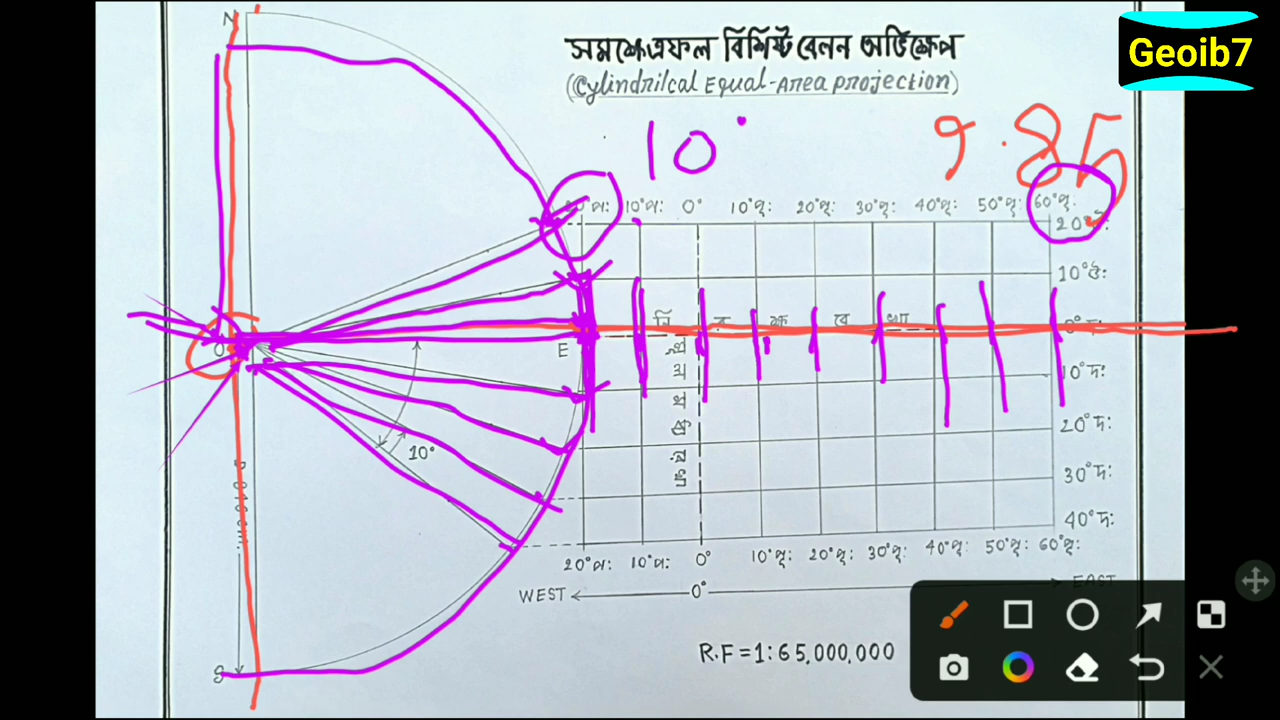 Geoib7
সমক্ষেত্রফল বিশিষ্ট বেলন অভিক্ষেপ
(Cylindrilcal Equal-Area projection)
10°
9.85
N
10°প: 0° 10°পূ: 20°পূ: 30°পূ: 40°পূ: 50°পূ: 60°পূ:
20°উ:
10°উ:
নি র ক্ষ রে খা
0
E
10°দ:
20°দ:
10°
30°দ:
40°দ:
20°প: 10°প: 0° 10°পূ: 20°পূ: 30°পূ: 40°পূ: 50°পূ: 60°পূ:
WEST 0° EAST
S
R.F=1:65,000,000